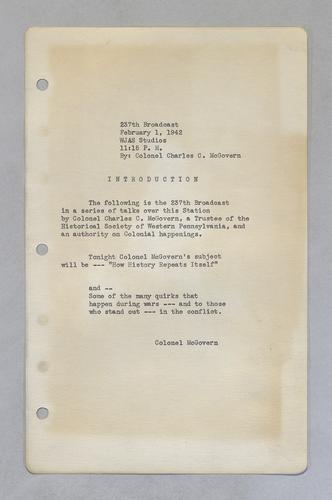 237th Broadcast
February 1, 1942
WJAS Studios
11:15 P. M.
By: Colonel Charles C. McGovern
I N T R O D U C T I O N
The following is the 237th Broadcast
in a series of talks over this Station
by Colonel Charles C. McGovern, a Trustee of the
Historical Society of Western Pennsylvania, and
an authority on Colonial happenings.
Tonight Colonel McGovern's subject
will be --- "How History Repeats Itself"
and --
Some of the many quirks that
happen during wars --- and to those
who stand out --- in the conflict.
Colonel McGovern